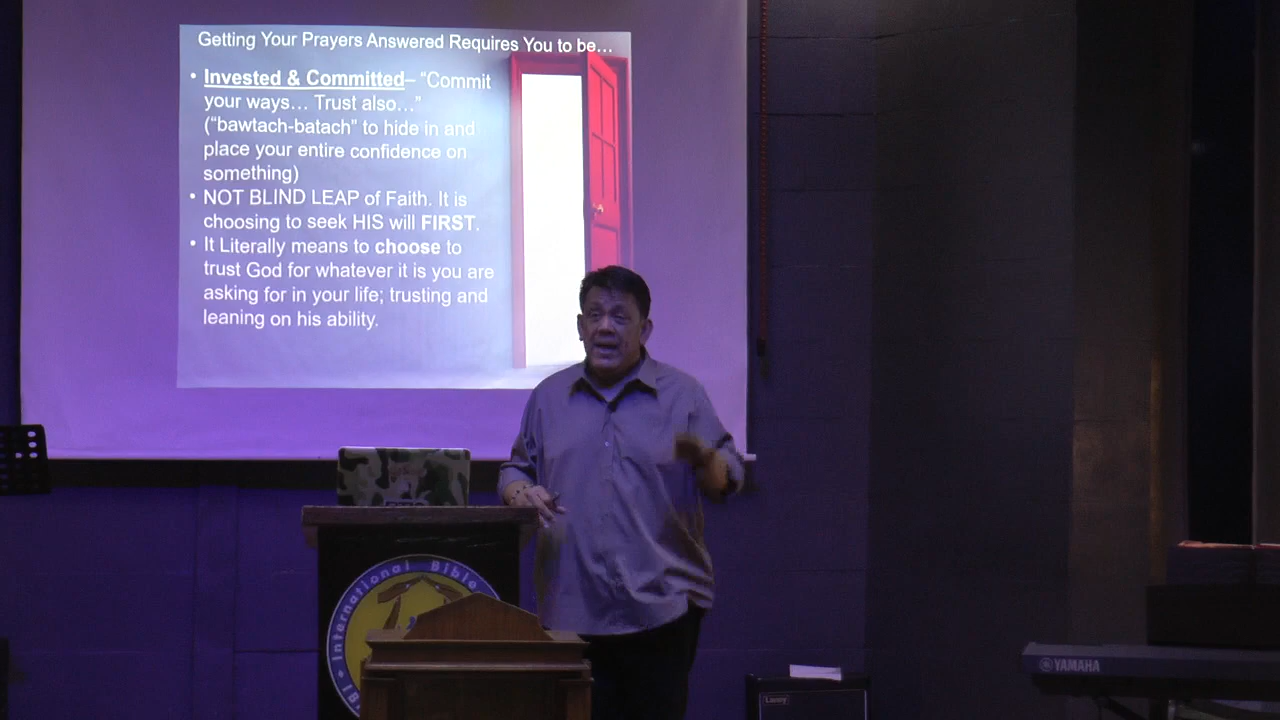 Getting Your Prayers Answered Requires You to be…
• Invested & Committed– “Commit
your ways… Trust also…”
(“bawtach-batach” to hide in and
place your entire confidence on
something)
• NOT BLIND LEAP of Faith. It is
choosing to seek HIS will FIRST.
• It Literally means to choose to
trust God for whatever it is you are
asking for in your life; trusting and
leaning on his ability.
IBI • International Bible
YAMAHA
Laney